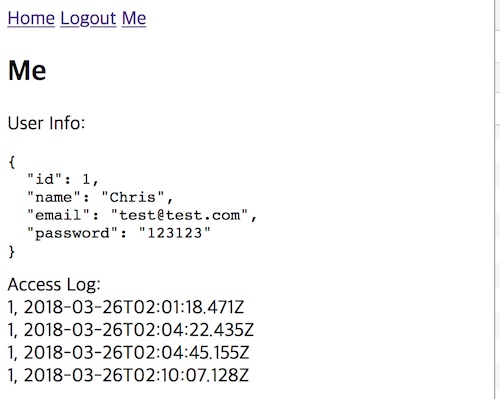 Home Logout Me
Me
User Info:
{
  "id": 1,
  "name": "Chris",
  "email": "test@test.com",
  "password": "123123"
}
Access Log:
1, 2018-03-26T02:01:18.471Z
1, 2018-03-26T02:04:22.435Z
1, 2018-03-26T02:04:45.155Z
1, 2018-03-26T02:10:07.128Z